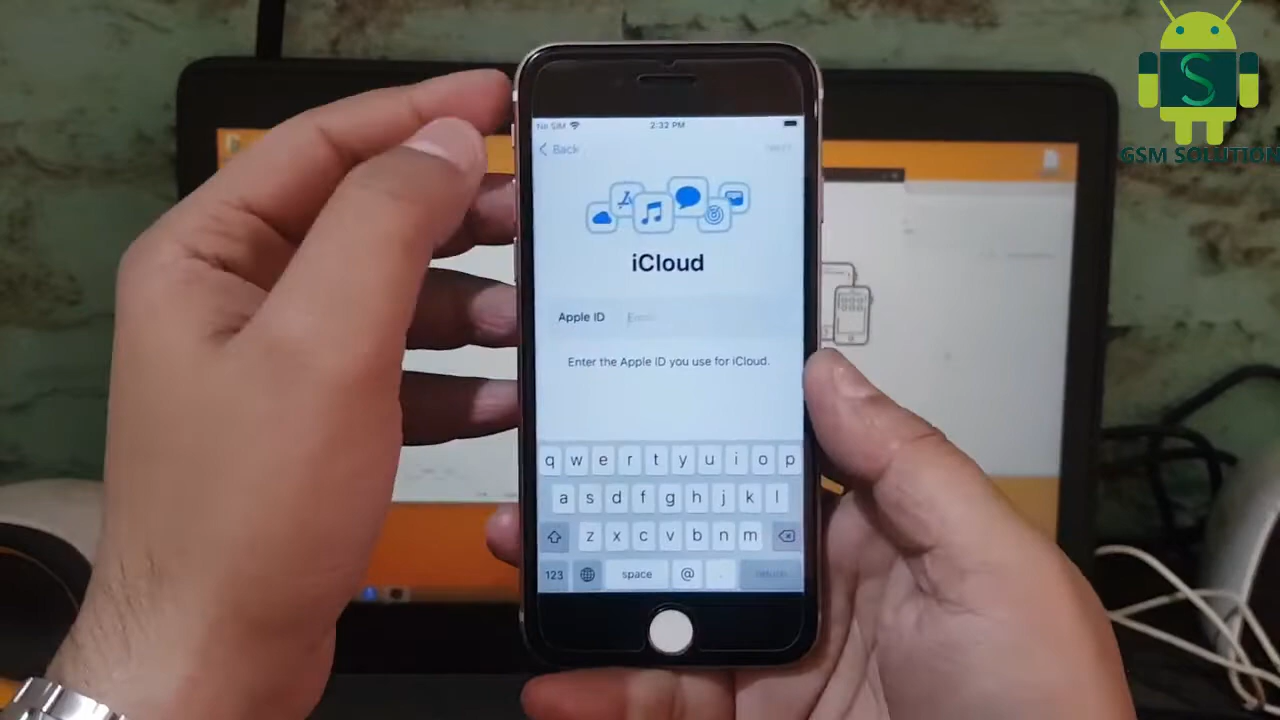 GSM SOLUTION
No SIM
2:32 PM
Back
iCloud
Apple ID
Enter the Apple ID you use for iCloud.
q w e r t y u i o p
a s d f g h j k l
z x c v b n m
123 space @ . return